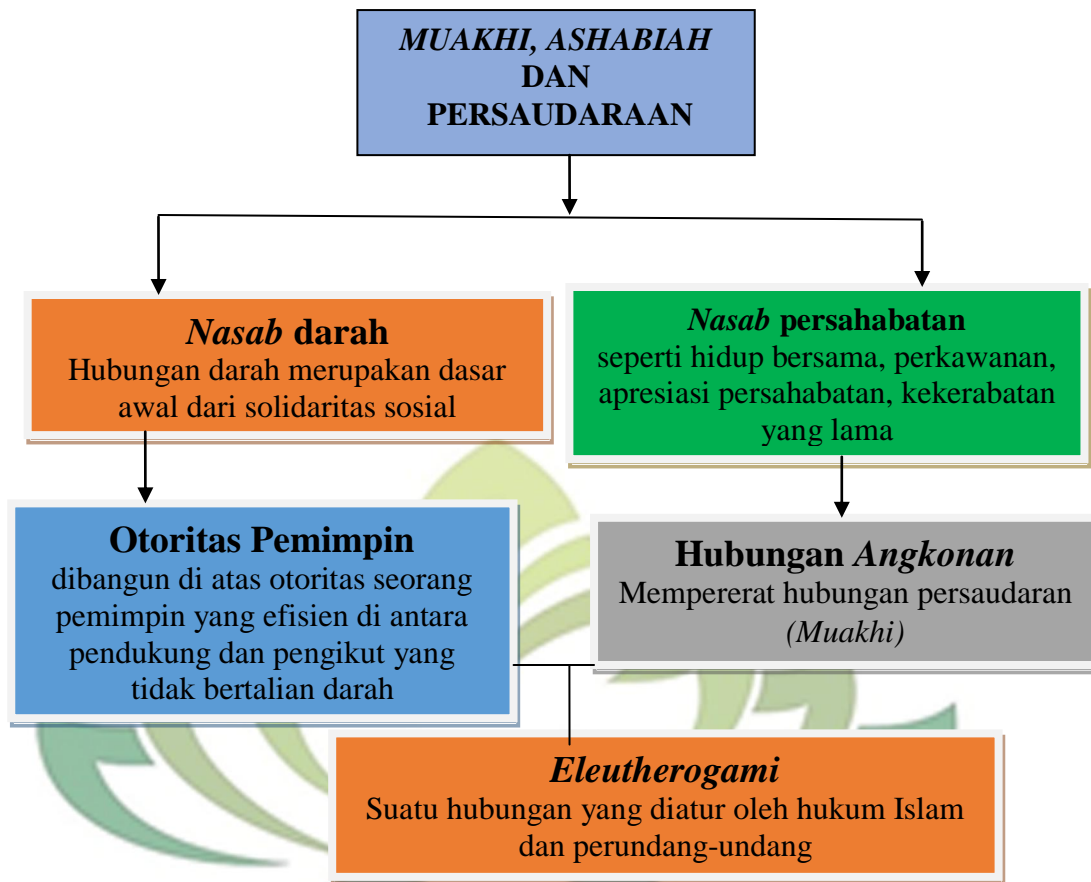 MUAKHI, ASHABIAH
DAN
PERSAUDARAAN
Nasab darah
Hubungan darah merupakan dasar
awal dari solidaritas sosial
Nasab persahabatan
seperti hidup bersama, perkawanan,
apresiasi persahabatan, kekerabatan
yang lama
Otoritas Pemimpin
dibangun di atas otoritas seorang
pemimpin yang efisien di antara
pendukung dan pengikut yang
tidak bertalian darah
Hubungan Angkonan
Mempererat hubungan persaudaran
(Muakhi)
Eleutherogami
Suatu hubungan yang diatur oleh hukum Islam
dan perundang-undang